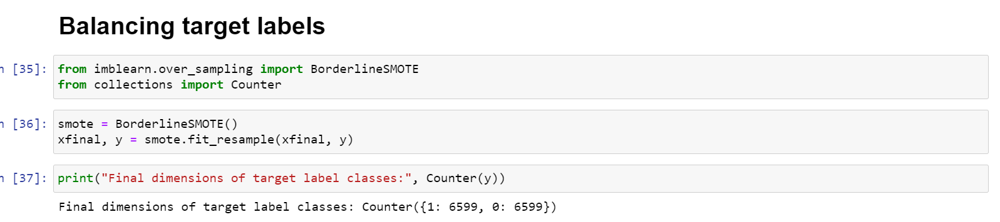 Balancing target labels
[35]:
from imblearn.over_sampling import BorderlineSMOTE
from collections import Counter
[36]:
smote = BorderlineSMOTE()
xfinal, y = smote.fit_resample(xfinal, y)
[37]:
print("Final dimensions of target label classes:", Counter(y))
Final dimensions of target label classes: Counter({1: 6599, 0: 6599})